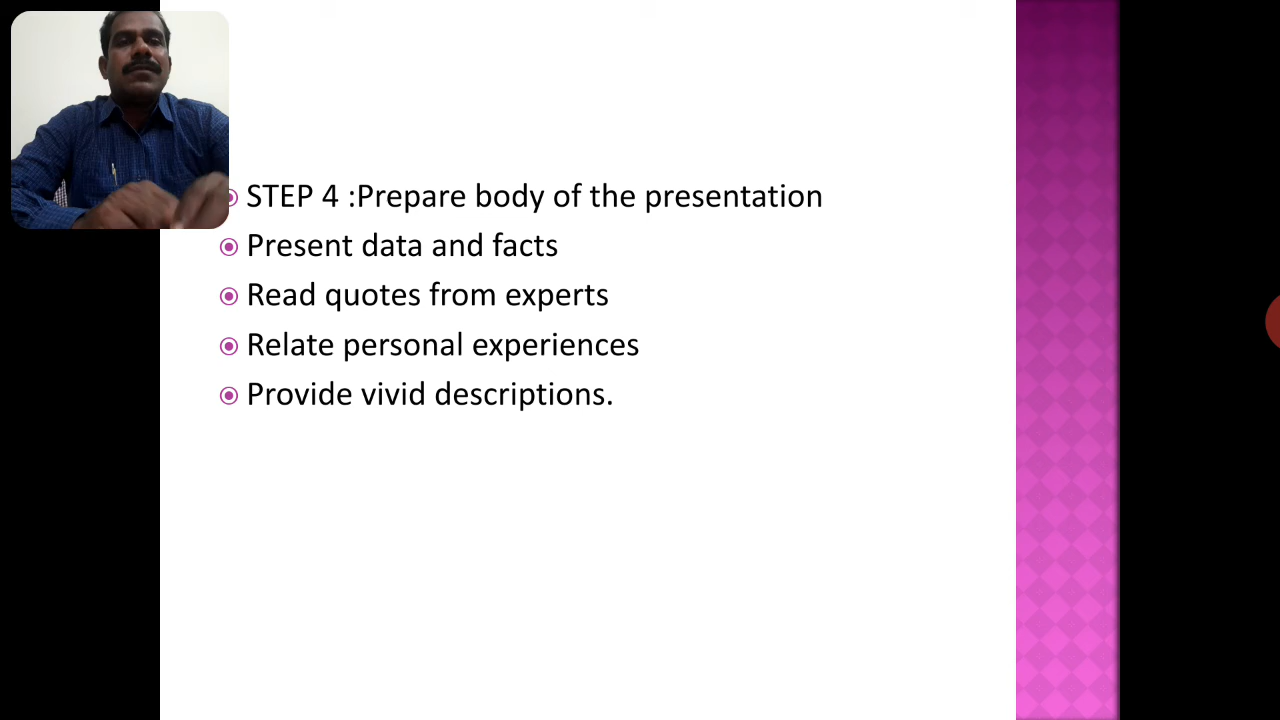 STEP 4 :Prepare body of the presentation
Present data and facts
Read quotes from experts
Relate personal experiences
Provide vivid descriptions.